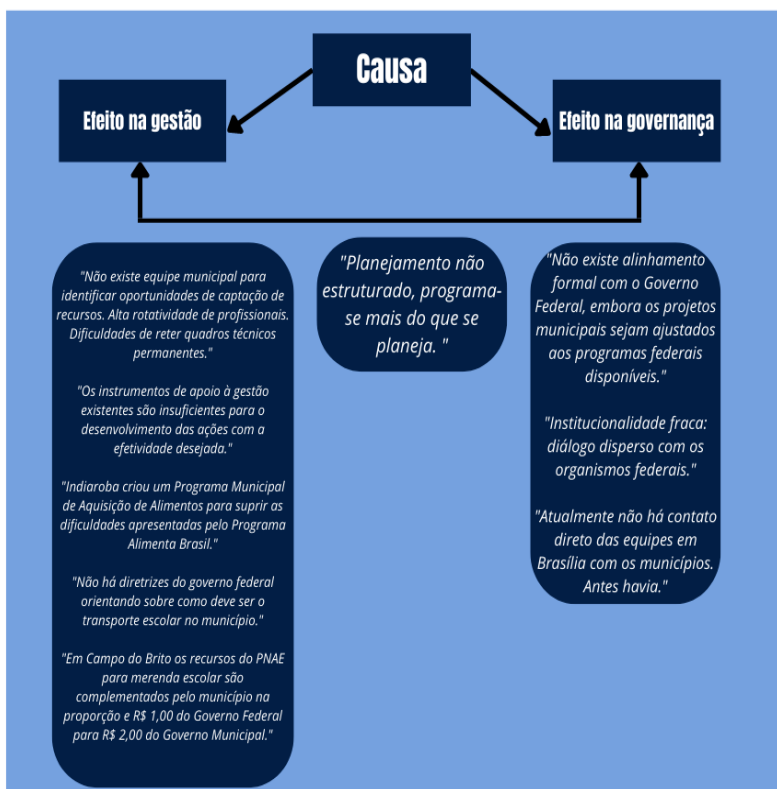 Causa
Efeito na gestão
Efeito na governança
"Não existe equipe municipal para
identificar oportunidades de captação de
recursos. Alta rotatividade de profissionais.
Dificuldades de reter quadros técnicos
permanentes."
"Os instrumentos de apoio à gestão
existentes são insuficientes para o
desenvolvimento das ações com a
efetividade desejada."
"Indiaroba criou um Programa Municipal
de Aquisição de Alimentos para suprir as
dificuldades apresentadas pelo Programa
Alimenta Brasil."
"Não há diretrizes do governo federal
orientando sobre como deve ser o
transporte escolar no município."
"Em Campo do Brito os recursos do PNAE
para merenda escolar são
complementados pelo município na
proporção e R$ 1,00 do Governo Federal
para R$ 2,00 do Governo Municipal."
"Planejamento não
estruturado, programa-
se mais do que se
planeja. "
"Não existe alinhamento
formal com o Governo
Federal, embora os projetos
municipais sejam ajustados
aos programas federais
disponíveis."
"Institucionalidade fraca:
diálogo disperso com os
organismos federais."
"Atualmente não há contato
direto das equipes em
Brasília com os municípios.
Antes havia."